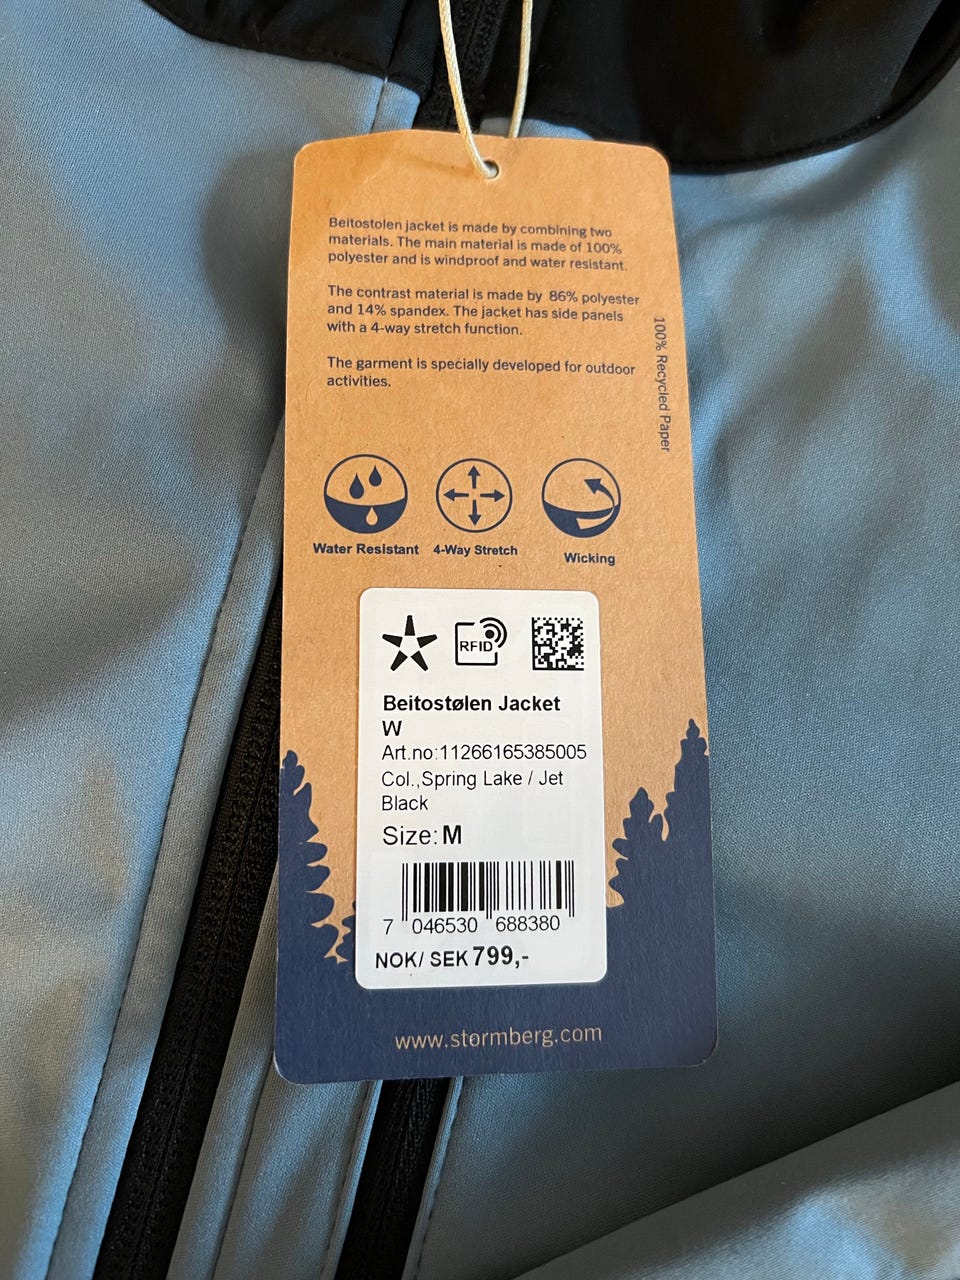 Beitostolen jacket is made by combining two
materials. The main material is made of 100%
polyester and is windproof and water resistant.
The contrast material is made by 86% polyester
and 14% spandex. The jacket has side panels
with a 4-way stretch function.
The garment is specially developed for outdoor
activities.
100% Recycled Paper
Water Resistant
4-Way Stretch
Wicking
RFID
Beitostølen Jacket
W
Art.no:11266165385005
Col.,Spring Lake / Jet
Black
Size: M
7 046530 688380
NOK/ SEK 799,-
www.stormberg.com